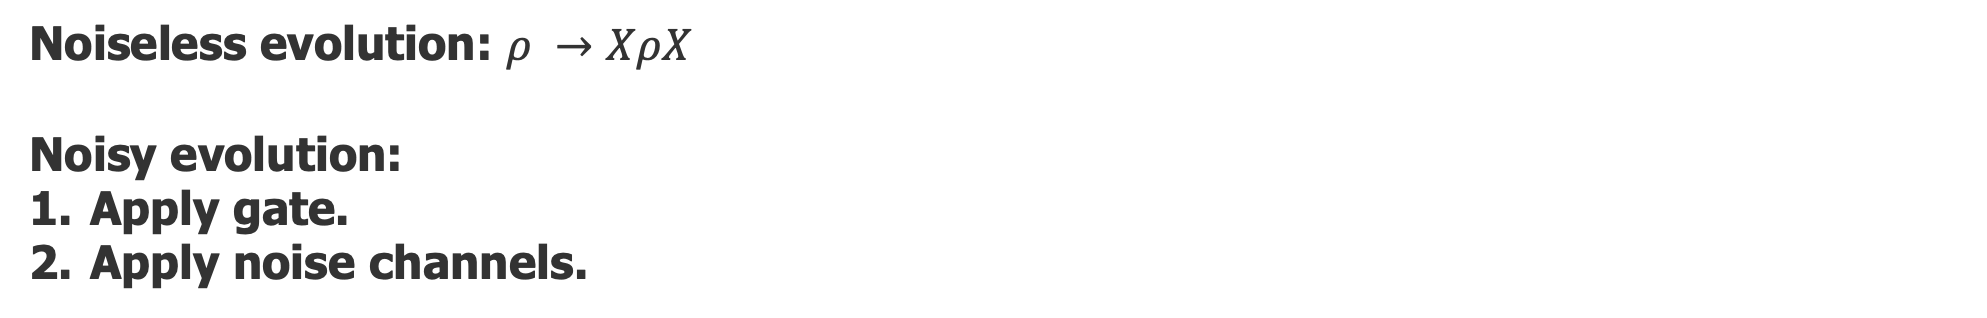 Noiseless evolution: 𝜌 → 𝑋𝜌𝑋
Noisy evolution:
1. Apply gate.
2. Apply noise channels.